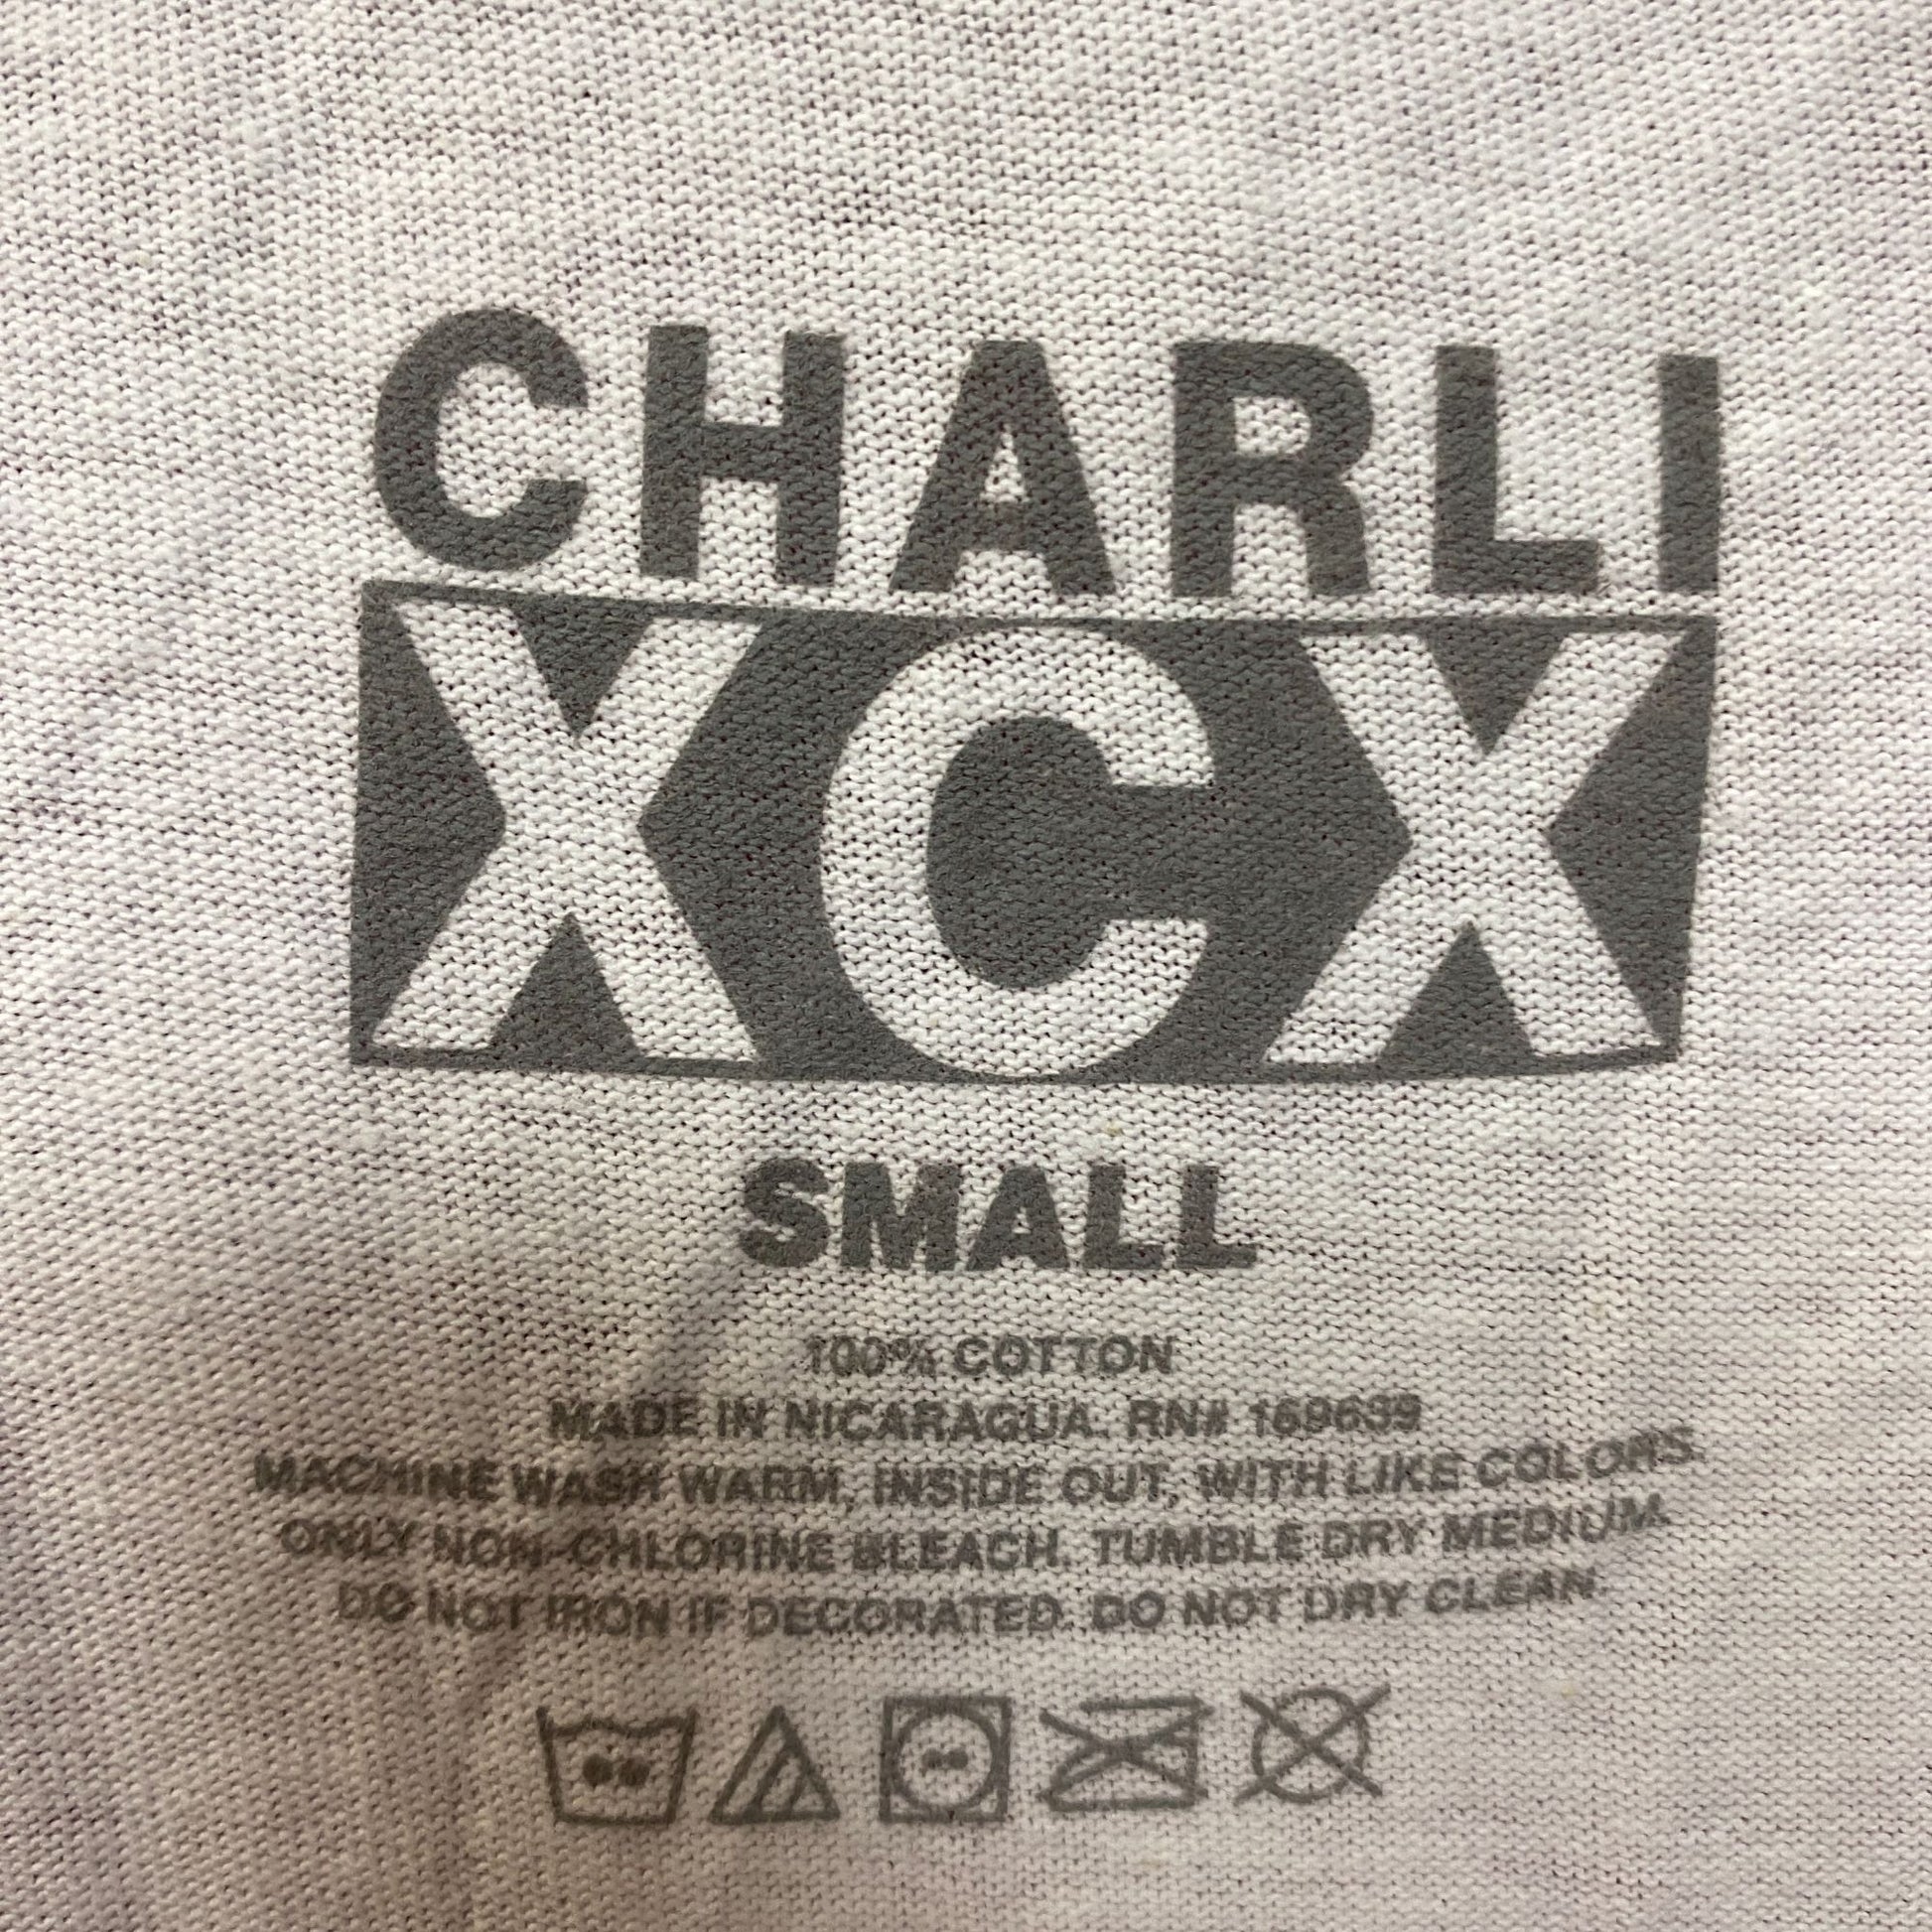 CHARLI
XCX
SMALL
100% COTTON
MADE IN NICARAGUA. RN# 169639
MACHINE WASH WARM, INSIDE OUT, WITH LIKE COLORS.
ONLY NON-CHLORINE BLEACH. TUMBLE DRY MEDIUM.
DO NOT IRON IF DECORATED. DO NOT DRY CLEAN.